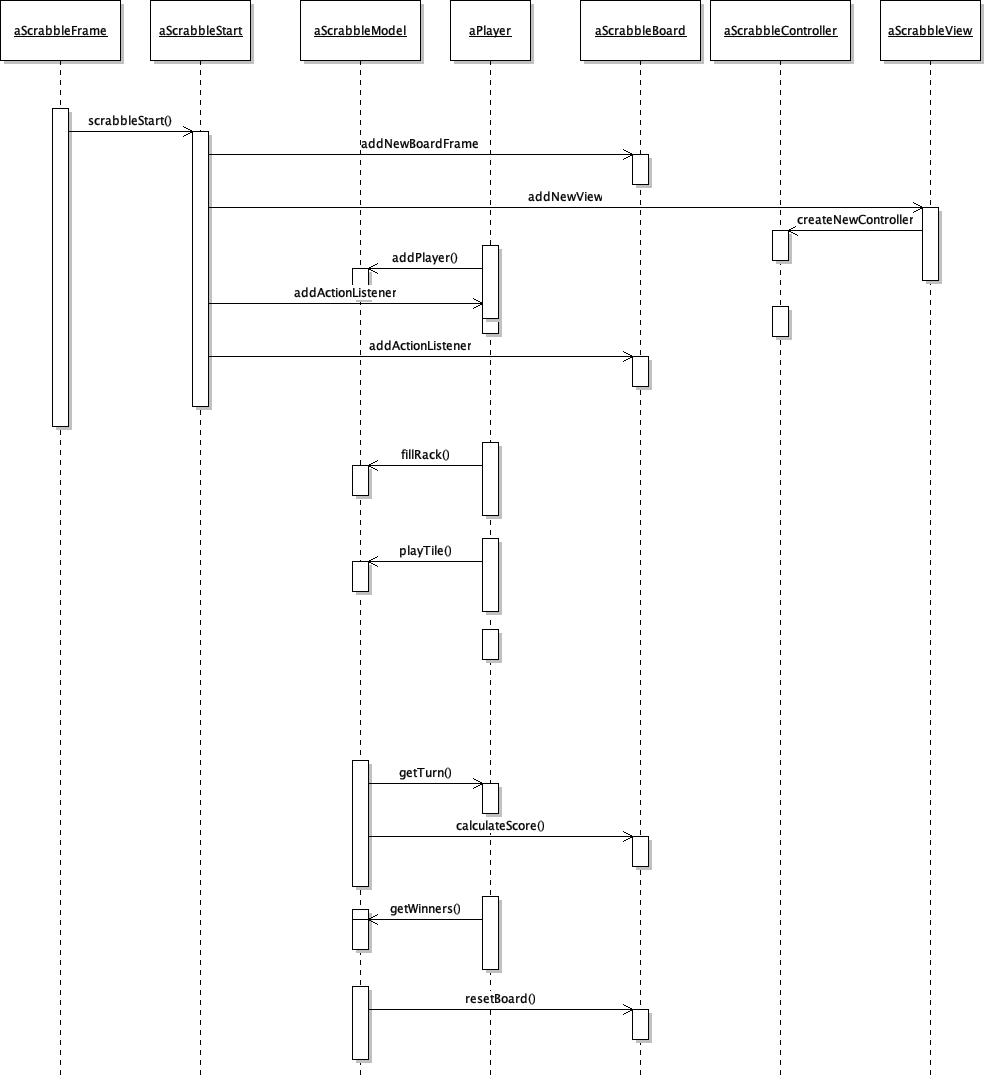 aScrabbleFrame
aScrabbleStart
aScrabbleModel
aPlayer
aScrabbleBoard
aScrabbleController
aScrabbleView
scrabbleStart()
addNewBoardFrame
addNewView
createNewController
addPlayer()
addActionListener
addActionListener
fillRack()
playTile()
getTurn()
calculateScore()
getWinners()
resetBoard()